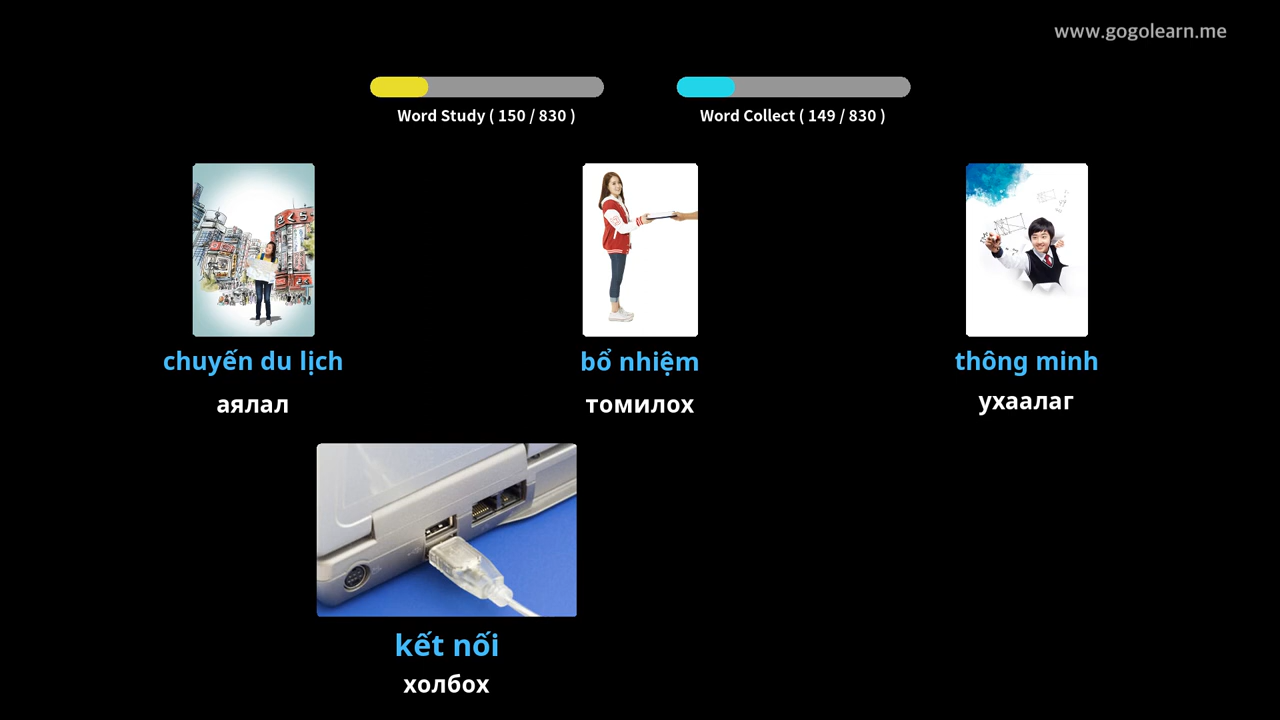 www.gogolearn.me
Word Study ( 150 / 830 )
Word Collect ( 149 / 830 )
chuyến du lịch
bổ nhiệm
thông minh
аялал
томилох
ухаалаг
kết nối
холбох